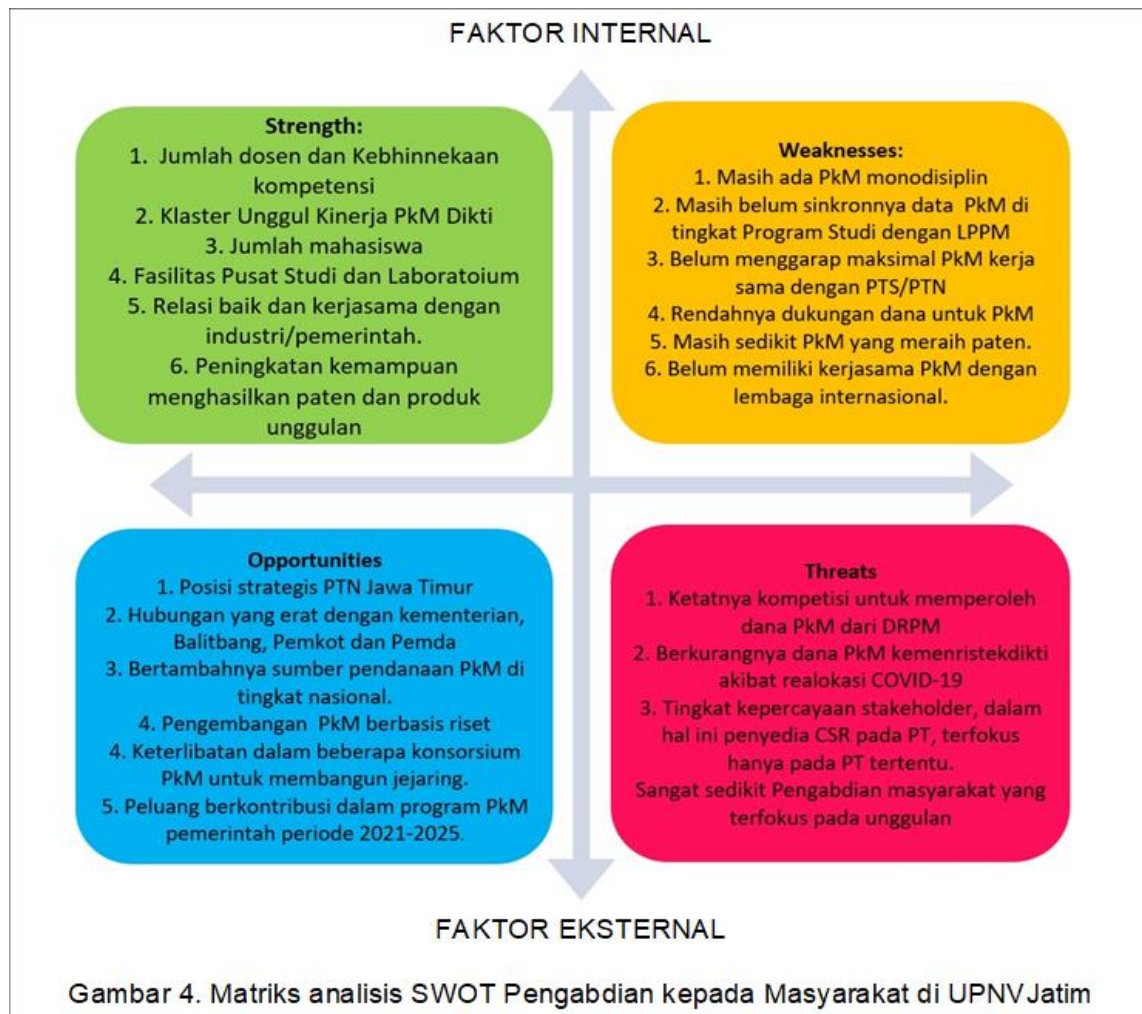 FAKTOR INTERNAL
Strength:
1. Jumlah dosen dan Kebhinnekaan
kompetensi
2. Klaster Unggul Kinerja PkM Dikti
3. Jumlah mahasiswa
4. Fasilitas Pusat Studi dan Laboratoium
5. Relasi baik dan kerjasama dengan
industri/pemerintah.
6. Peningkatan kemampuan
menghasilkan paten dan produk
unggulan
Weaknesses:
1. Masih ada PkM monodisiplin
2. Masih belum sinkronnya data PkM di
tingkat Program Studi dengan LPPM
3. Belum menggarap maksimal PkM kerja
sama dengan PTS/PTN
4. Rendahnya dukungan dana untuk PkM
5. Masih sedikit PkM yang meraih paten.
6. Belum memiliki kerjasama PkM dengan
lembaga internasional.
Opportunities
1. Posisi strategis PTN Jawa Timur
2. Hubungan yang erat dengan kementerian,
Balitbang, Pemkot dan Pemda
3. Bertambahnya sumber pendanaan PkM di
tingkat nasional.
4. Pengembangan PkM berbasis riset
4. Keterlibatan dalam beberapa konsorsium
PkM untuk membangun jejaring.
5. Peluang berkontribusi dalam program PkM
pemerintah periode 2021-2025.
Threats
1. Ketatnya kompetisi untuk memperoleh
dana PkM dari DRPM
2. Berkurangnya dana PkM kemenristekdikti
akibat realokasi COVID-19
3. Tingkat kepercayaan stakeholder, dalam
hal ini penyedia CSR pada PT, terfokus
hanya pada PT tertentu.
Sangat sedikit Pengabdian masyarakat yang
terfokus pada unggulan
FAKTOR EKSTERNAL
Gambar 4. Matriks analisis SWOT Pengabdian kepada Masyarakat di UPNVJatim